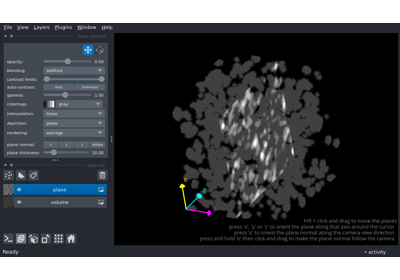 File View Layers Plugins Window Help
layer controls
opacity: 0.50
blending: additive
contrast limits:
auto-contrast: once continuous
gamma: 1.00
colormap: gray
interpolation: linear
depiction: plane
rendering: average
plane normal: x y z oblique
plane thickness: 10.00
layer list
plane
volume
shift + click and drag to move the planes
press 'x', 'y' or 'z' to orient the plane along that axis around the cursor
press 'o' to orient the plane normal along the camera view direction
press and hold 'o' then click and drag to make the plane normal follow the camera
Ready
activity